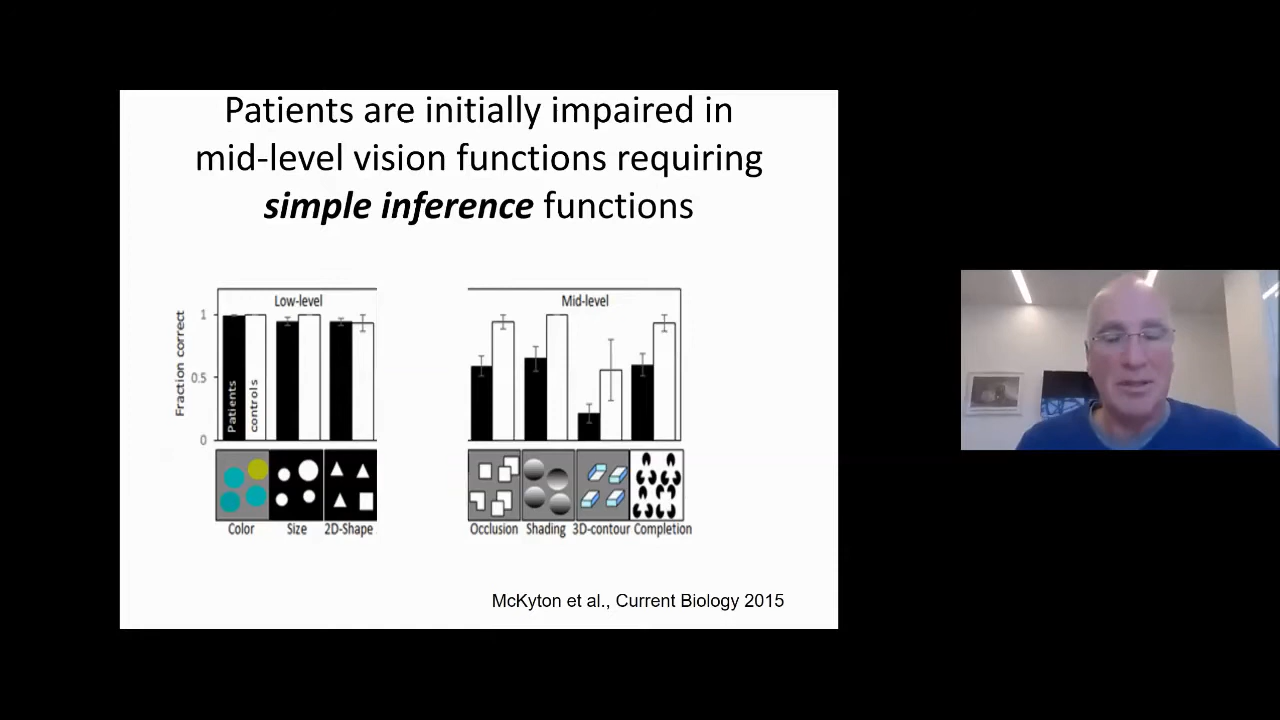 Patients are initially impaired in
mid-level vision functions requiring
simple inference functions
Low-level
Fraction correct
1
0.5
0
Patients
controls
Color
Size
2D-Shape
Mid-level
Occlusion
Shading
3D-contour
Completion
McKyton et al., Current Biology 2015